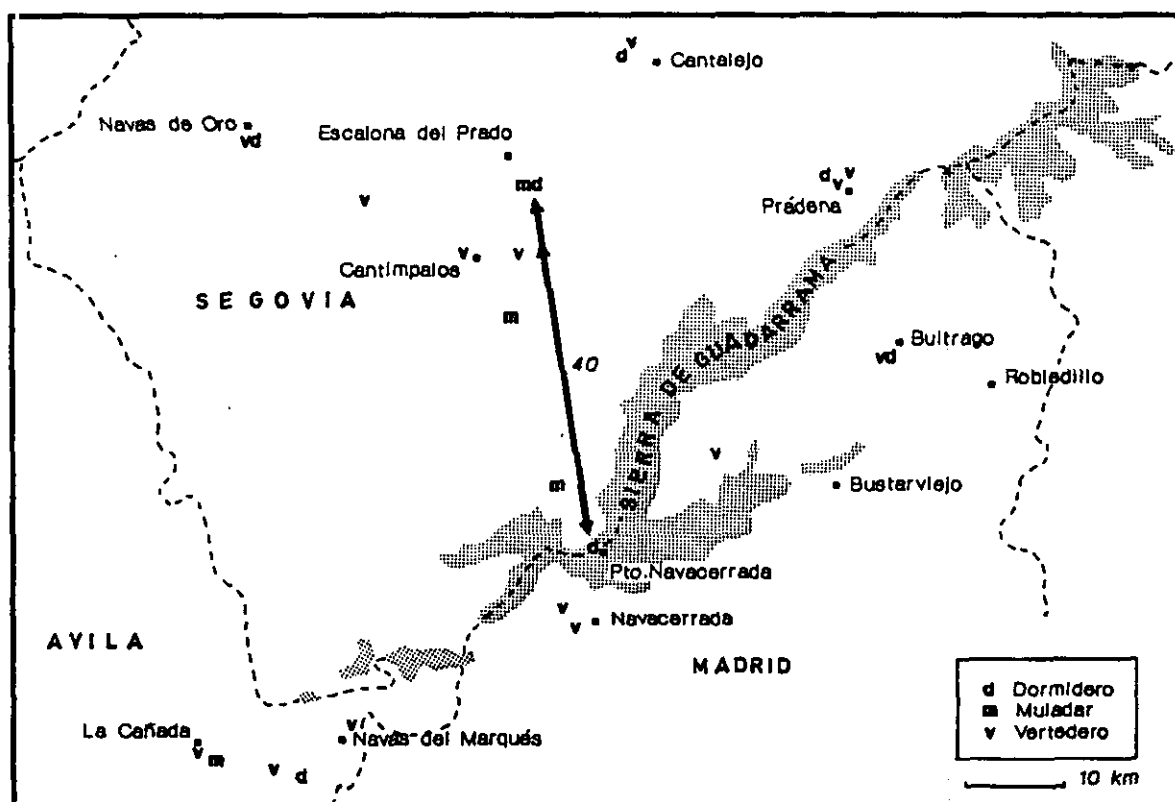 v
d
Cantalejo
Navas de Oro
vd
Escalona del Prado
md
v
d v v
Prádena
v
v
Cantimpalos
SEGOVIA
m
40
SIERRA DE GUADARRAMA
Buitrago
vd
Robledillo
v
m
Bustarviejo
d
Pto.Navacerrada
v
v
Navacerrada
AVILA
MADRID
d Dormidero
m Muladar
v Vertedero
10 km
La Cañada
v m
v
Navas del Marqués
v d